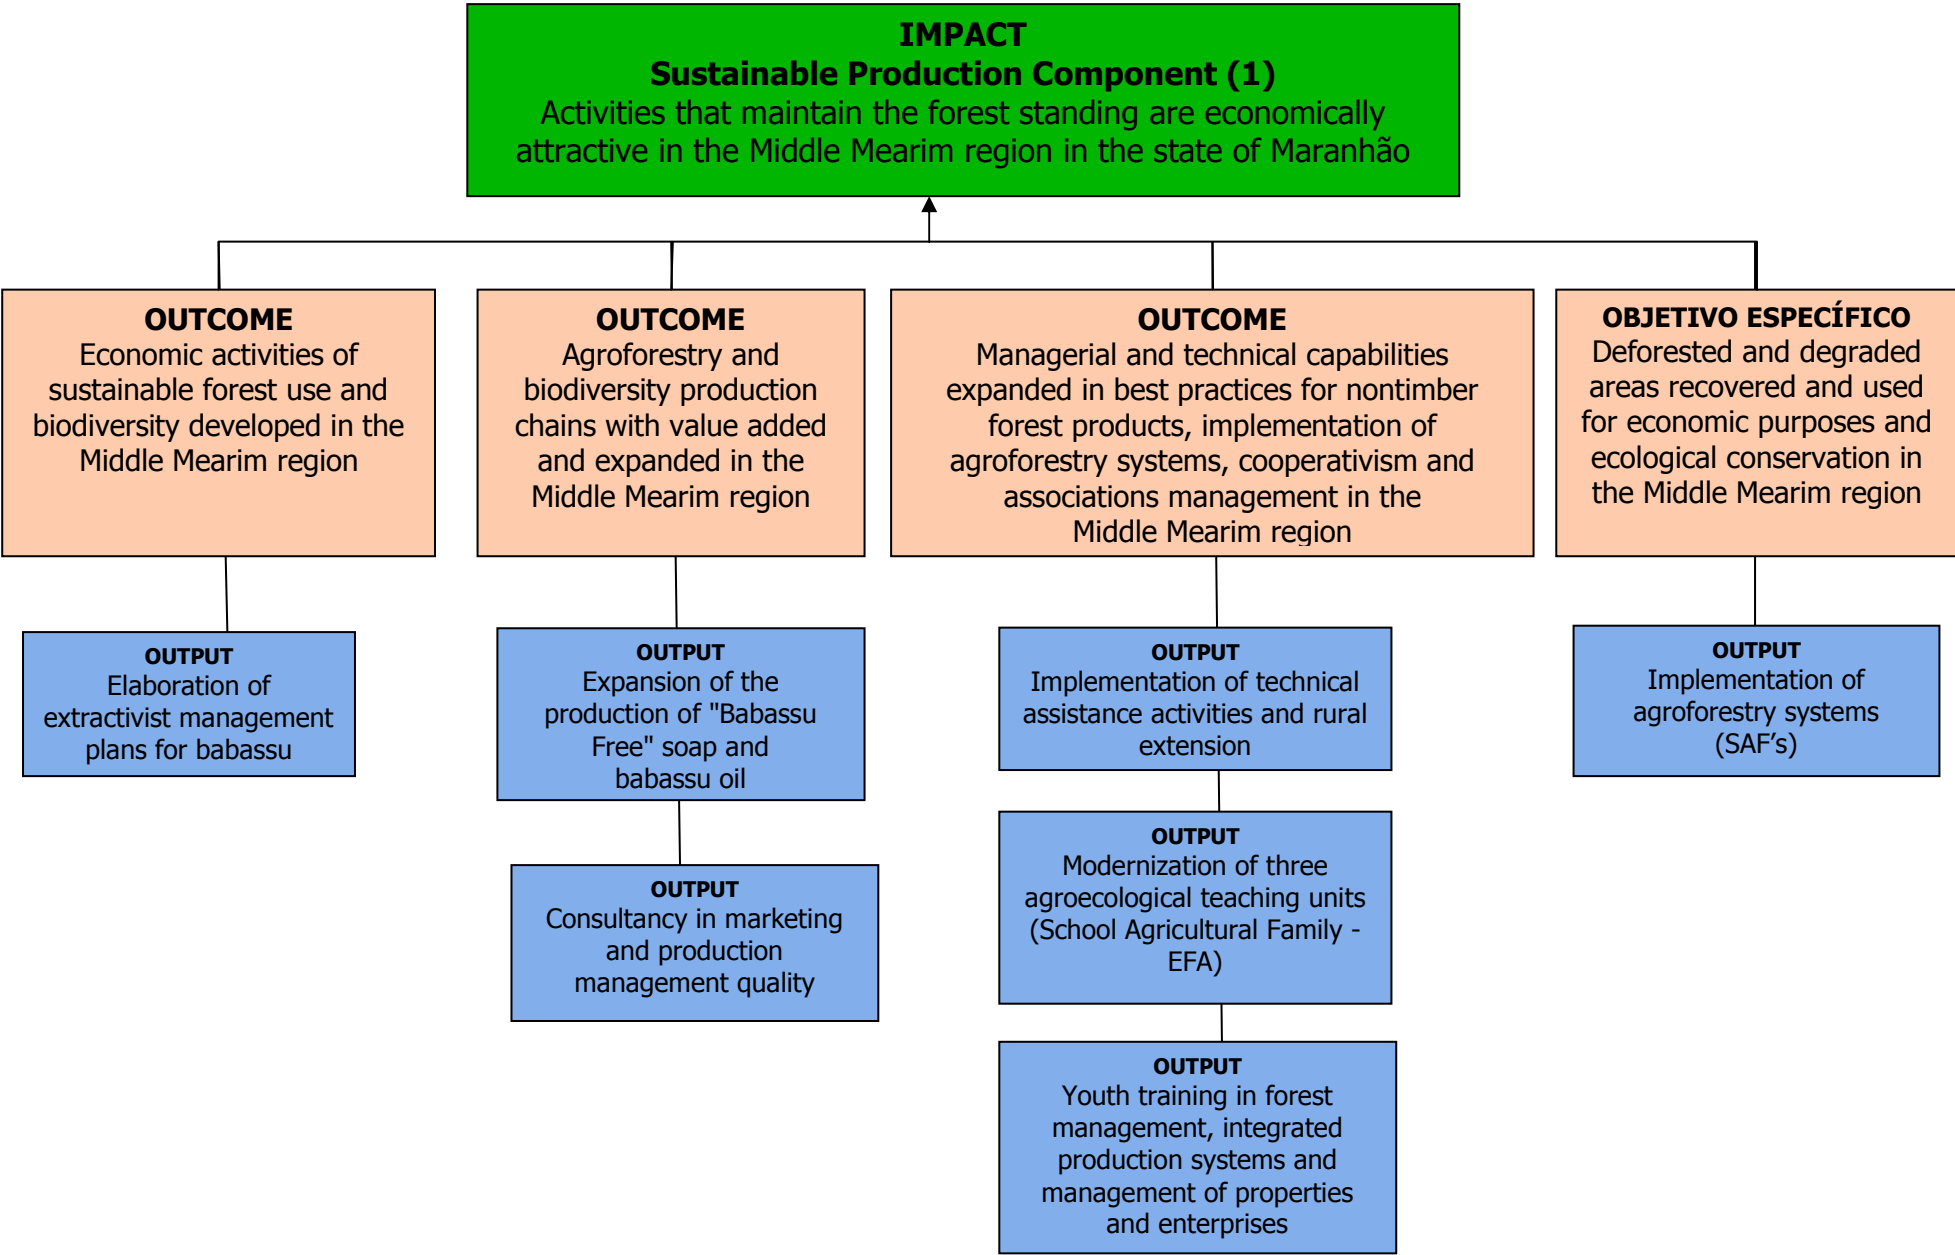 IMPACT
Sustainable Production Component (1)
Activities that maintain the forest standing are economically
attractive in the Middle Mearim region in the state of Maranhão
OUTCOME
Economic activities of
sustainable forest use and
biodiversity developed in the
Middle Mearim region
OUTCOME
Agroforestry and
biodiversity production
chains with value added
and expanded in the
Middle Mearim region
OUTCOME
Managerial and technical capabilities
expanded in best practices for nontimber
forest products, implementation of
agroforestry systems, cooperativism and
associations management in the
Middle Mearim region
OBJETIVO ESPECÍFICO
Deforested and degraded
areas recovered and used
for economic purposes and
ecological conservation in
the Middle Mearim region
OUTPUT
Elaboration of
extractivist management
plans for babassu
OUTPUT
Expansion of the
production of "Babassu
Free" soap and
babassu oil
OUTPUT
Consultancy in marketing
and production
management quality
OUTPUT
Implementation of technical
assistance activities and rural
extension
OUTPUT
Modernization of three
agroecological teaching units
(School Agricultural Family -
EFA)
OUTPUT
Youth training in forest
management, integrated
production systems and
management of properties
and enterprises
OUTPUT
Implementation of
agroforestry systems
(SAF’s)